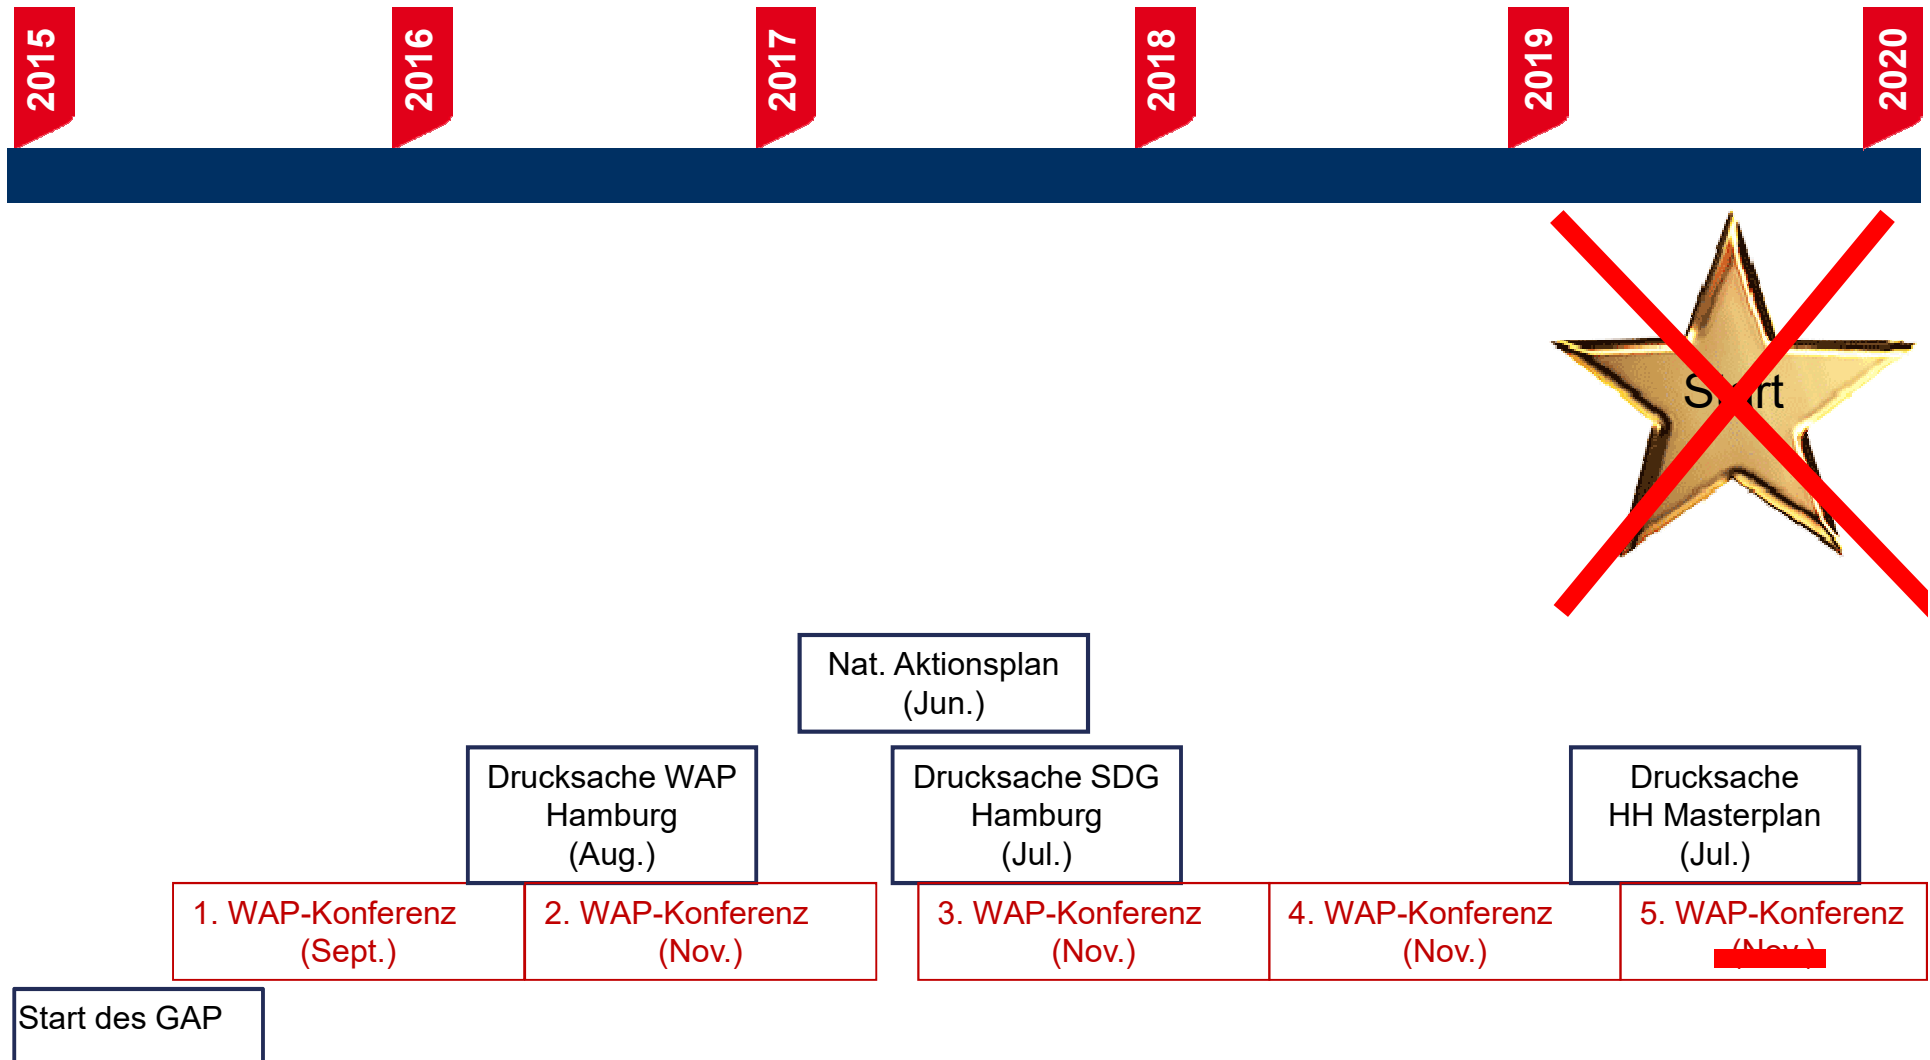 2015
2016
2017
2018
2019
2020
Start
Nat. Aktionsplan
(Jun.)
Drucksache WAP
Hamburg
(Aug.)
Drucksache SDG
Hamburg
(Jul.)
Drucksache
HH Masterplan
(Jul.)
1. WAP-Konferenz
(Sept.)
2. WAP-Konferenz
(Nov.)
3. WAP-Konferenz
(Nov.)
4. WAP-Konferenz
(Nov.)
5. WAP-Konferenz
(Nov.)
Start des GAP